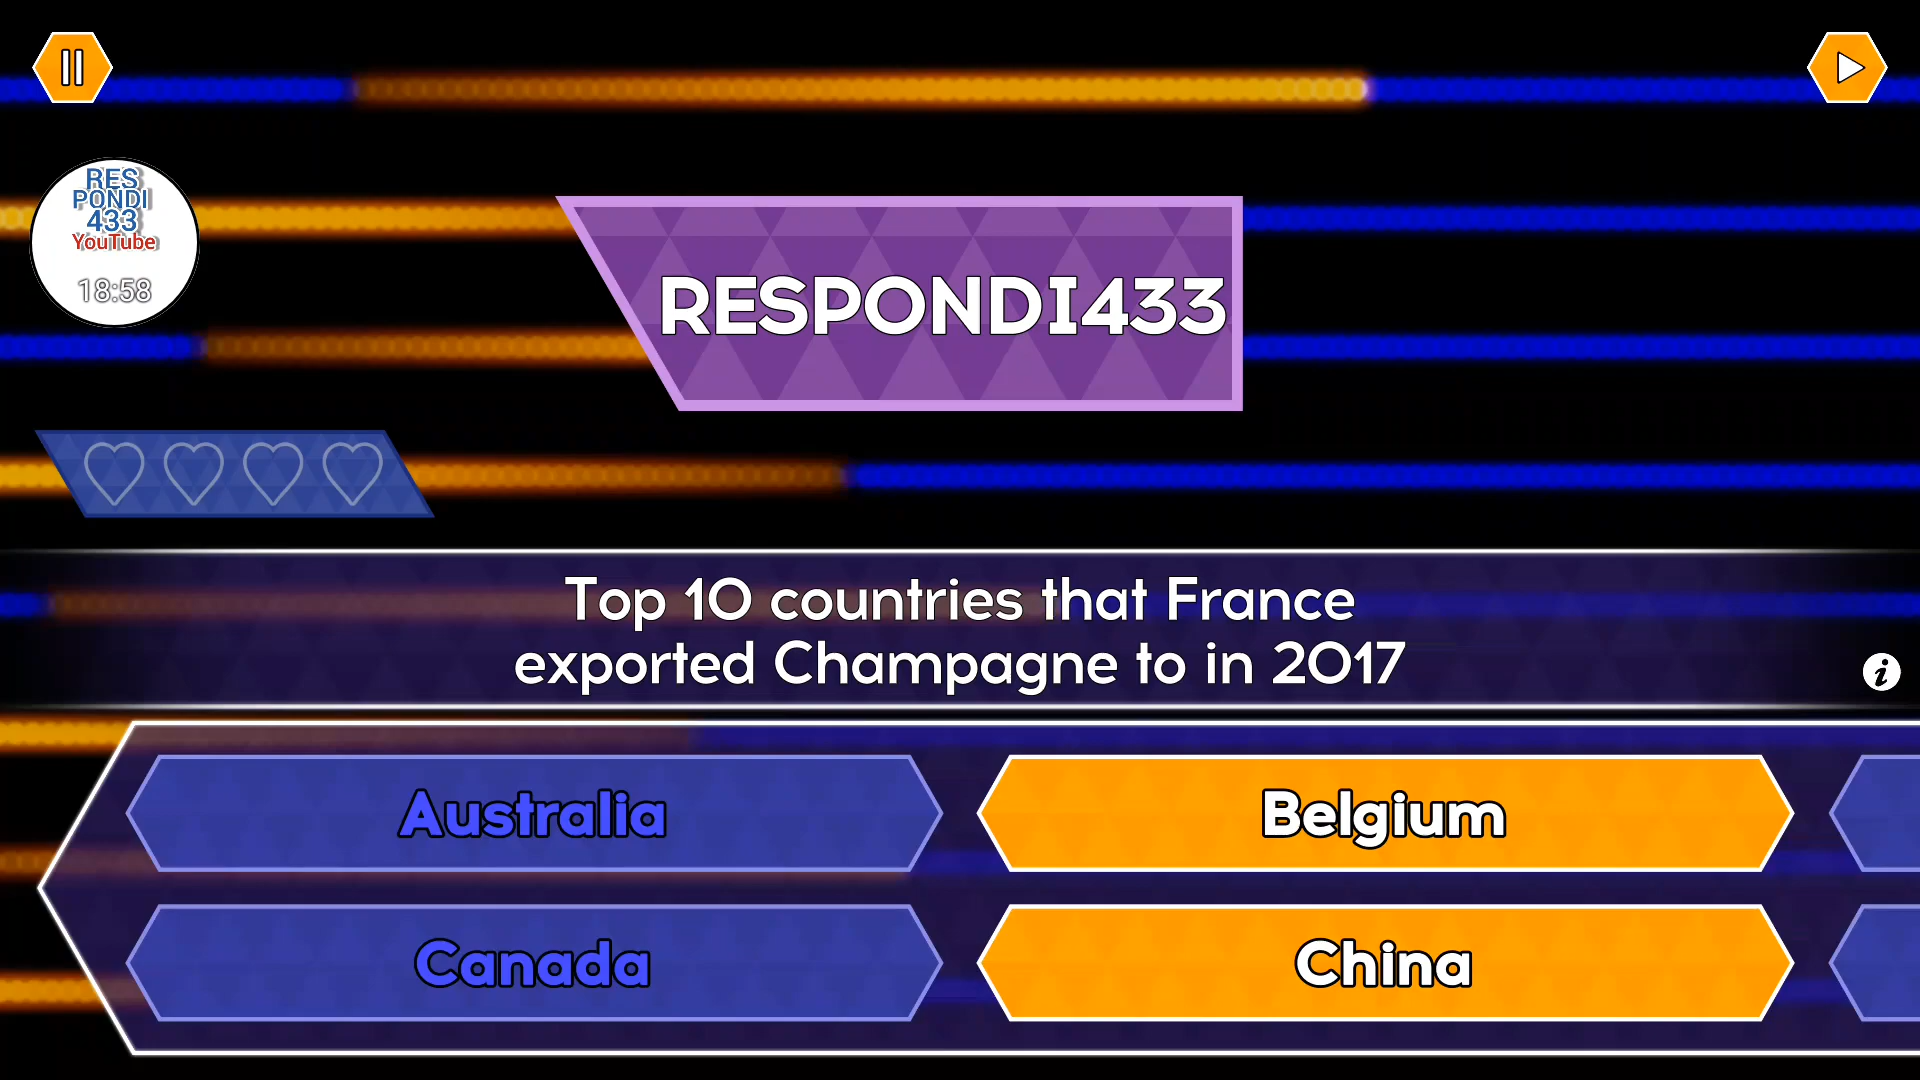 RES
PONDI
433
YouTube
18:58
RESPONDI433
Top 10 countries that France
exported Champagne to in 2017
i
Australia
Belgium
Canada
China